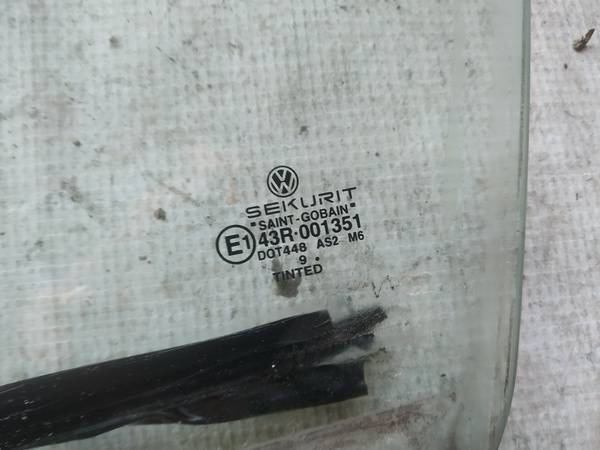 SEKURIT
SAINT-GOBAIN
E1 43R-001351
DOT448 AS2 M6
9
TINTED